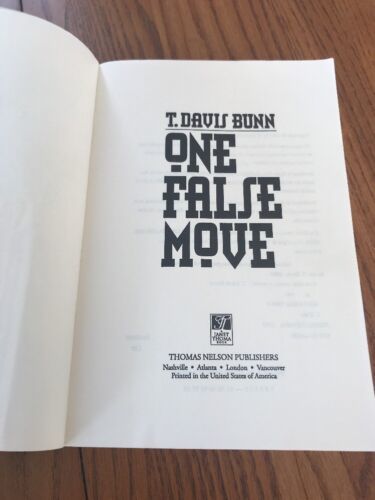 T. DAVIS BUNN
ONE
FALSE
MOVE
JANET
THOMA
BOOK
THOMAS NELSON PUBLISHERS
Nashville • Atlanta • London • Vancouver
Printed in the United States of America